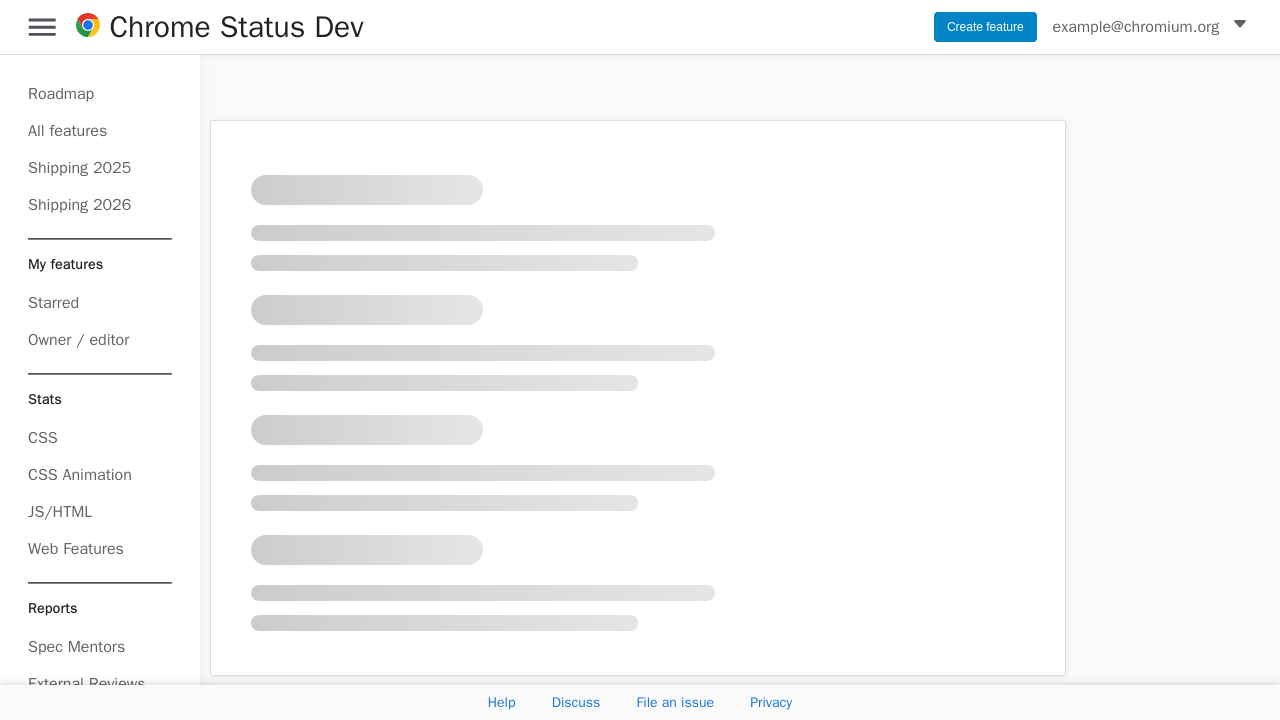 Chrome Status Dev
Create feature
example@chromium.org
Roadmap
All features
Shipping 2025
Shipping 2026
My features
Starred
Owner / editor
Stats
CSS
CSS Animation
JS/HTML
Web Features
Reports
Spec Mentors
External Reviews
Help
Discuss
File an issue
Privacy